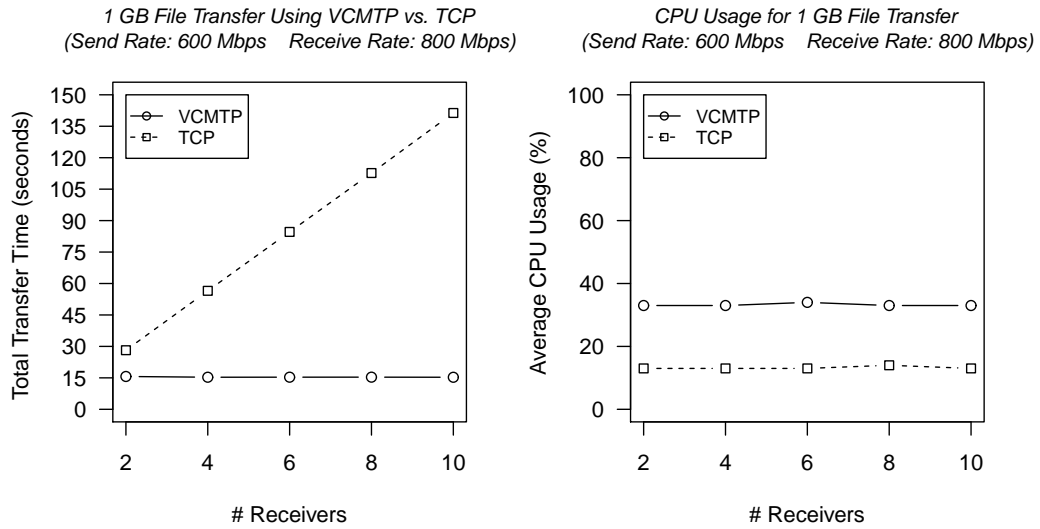 1 GB File Transfer Using VCMTP vs. TCP
(Send Rate: 600 Mbps Receive Rate: 800 Mbps)
Total Transfer Time (seconds)
150
135
120
105
90
75
60
45
30
15
0
VCMTP
TCP
2 4 6 8 10
# Receivers
CPU Usage for 1 GB File Transfer
(Send Rate: 600 Mbps Receive Rate: 800 Mbps)
Average CPU Usage (%)
100
80
60
40
20
0
VCMTP
TCP
2 4 6 8 10
# Receivers